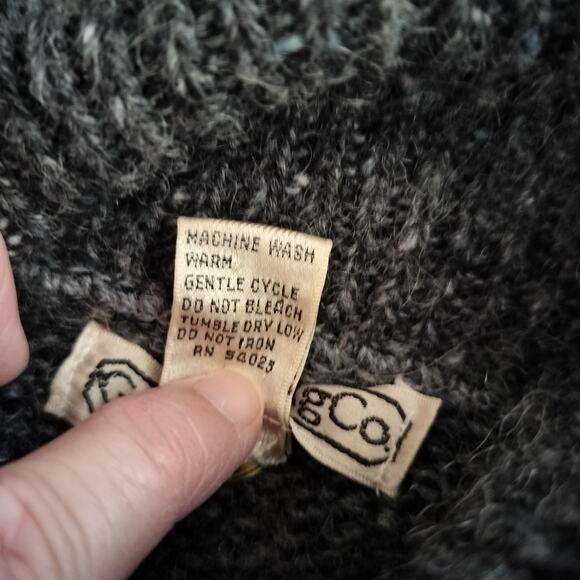 MACHINE WASH
WARM
GENTLE CYCLE
DO NOT BLEACH
TUMBLE DRY LOW
DO NOT IRON
RN 54023
gCo.
g